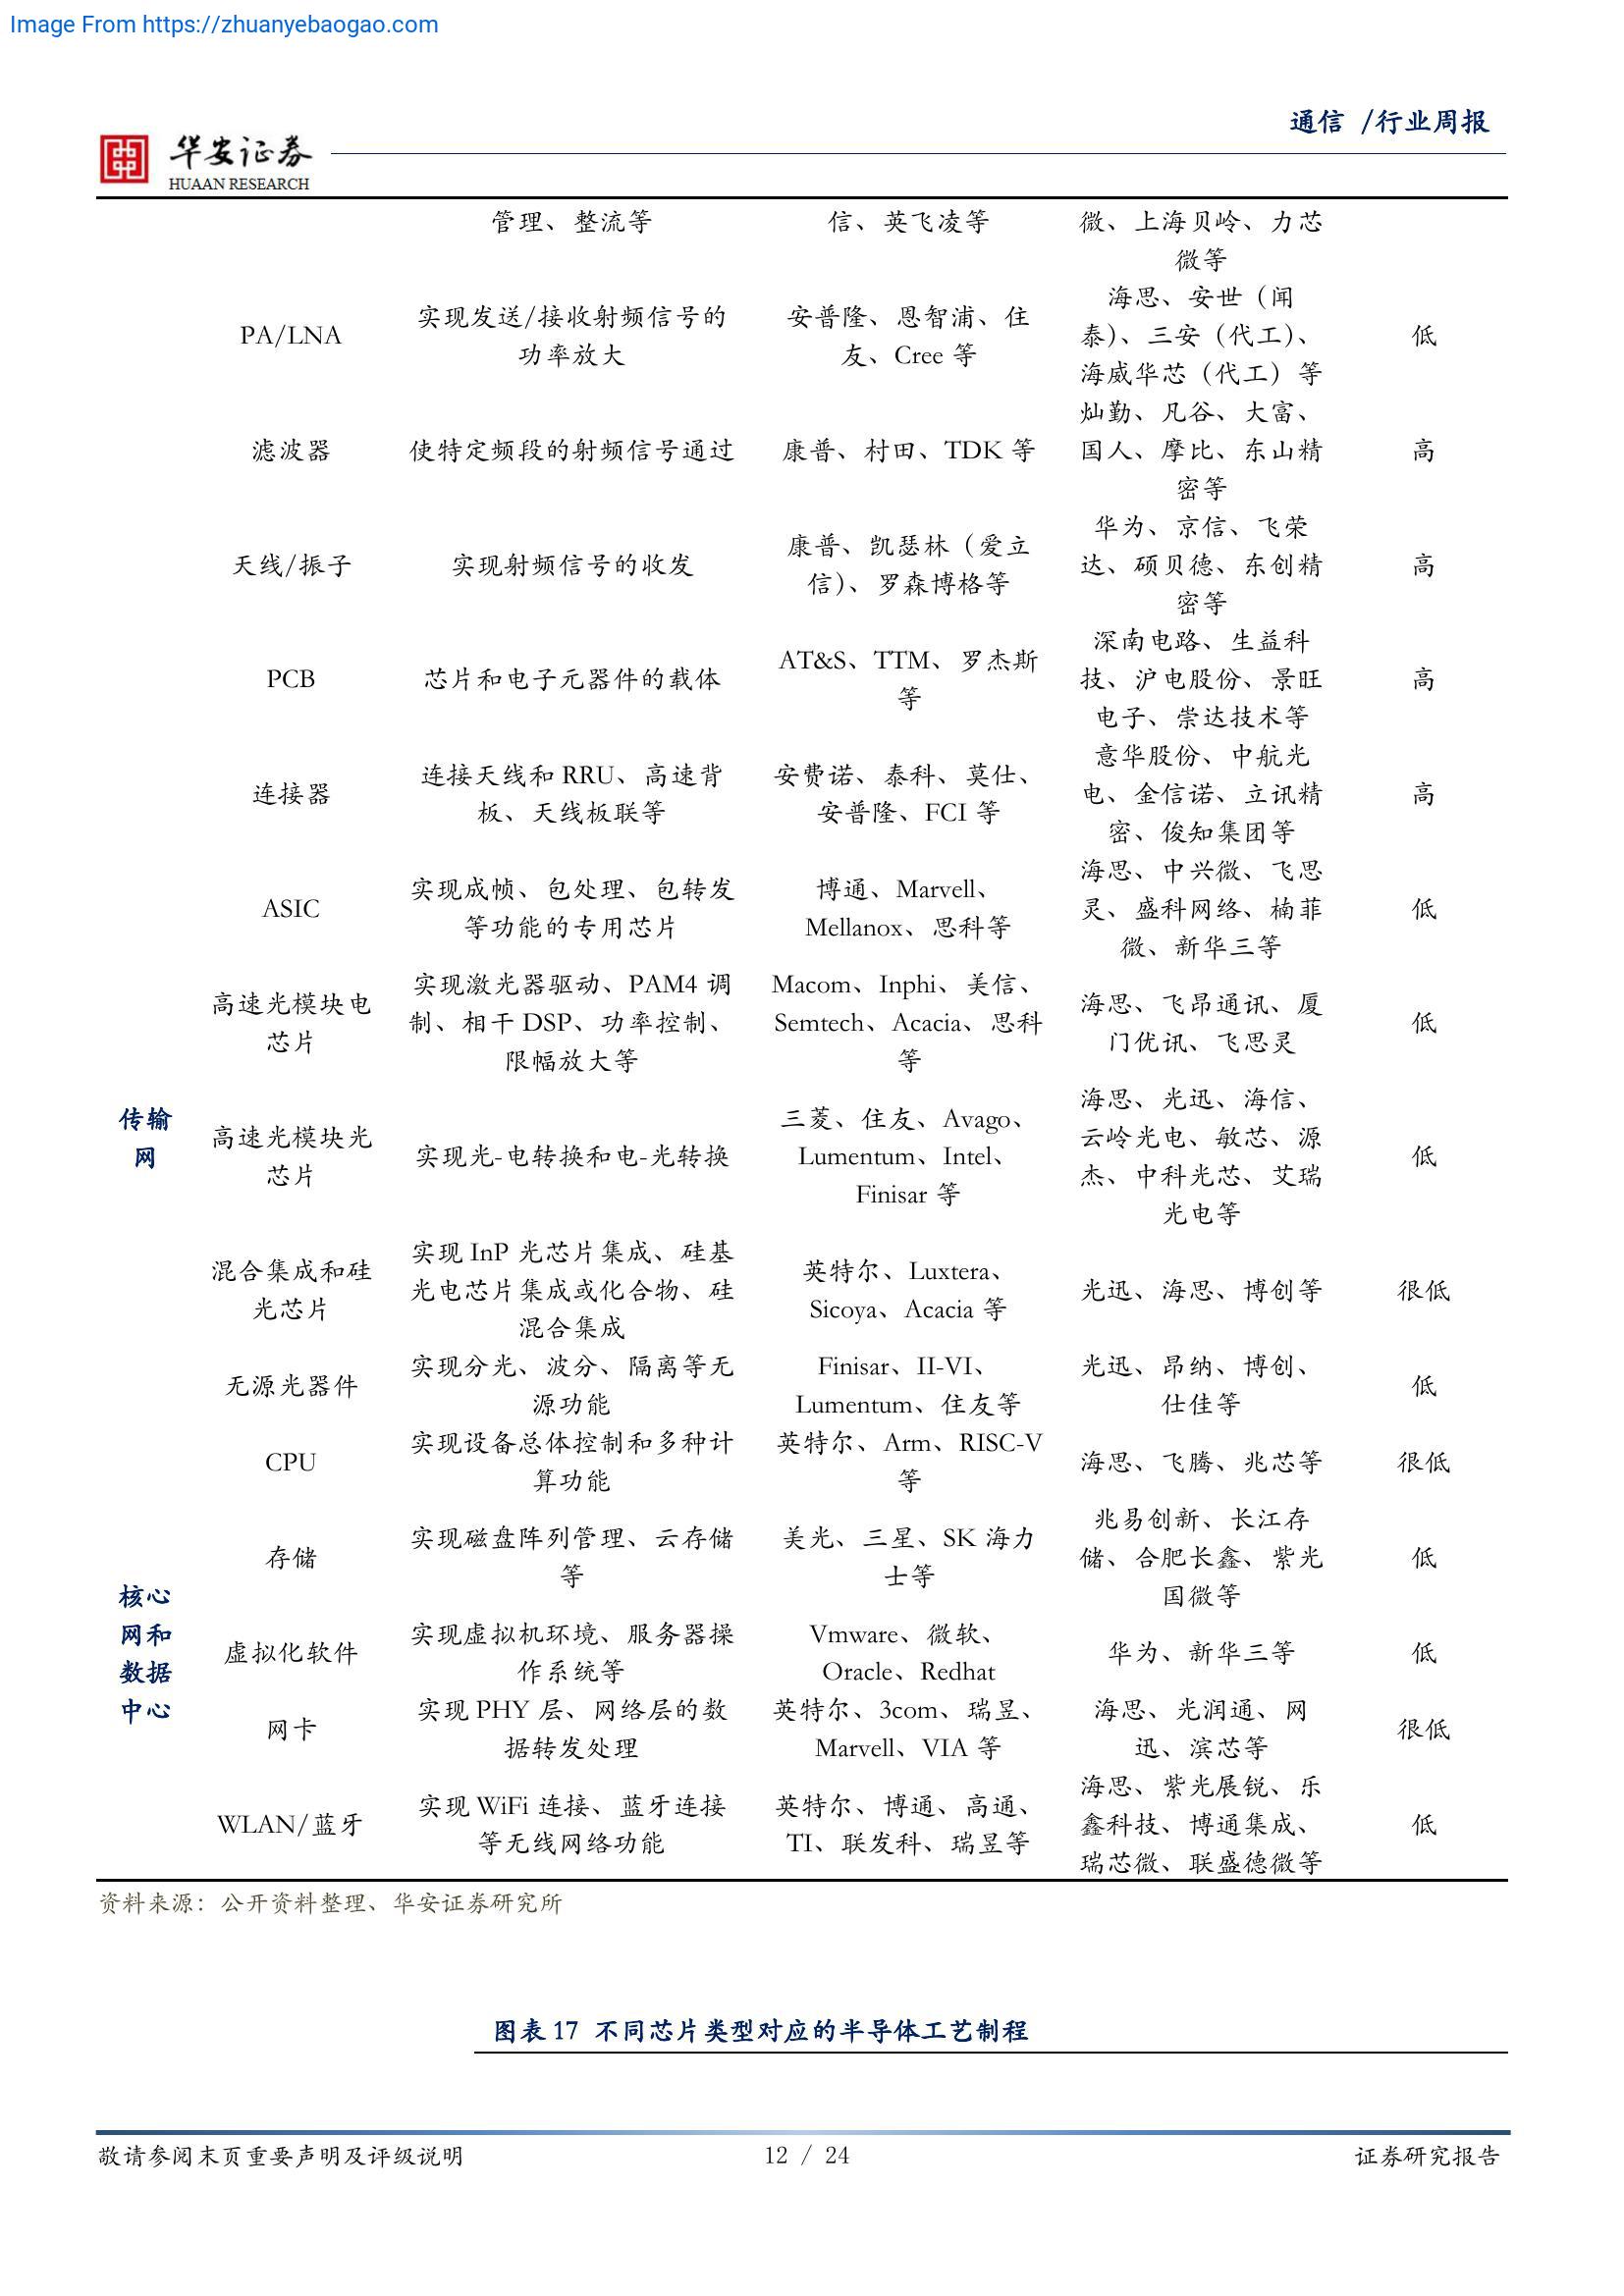 Image From https://zhuanyebaogao.com
通信 /行业周报
华安证券
HUAAN RESEARCH
管理、整流等
信、英飞凌等
微、上海贝岭、力芯
微等
PA/LNA
实现发送/接收射频信号的
功率放大
安普隆、恩智浦、住
友、Cree 等
海思、安世（闻
泰）、三安（代工）、
海威华芯（代工）等
低
滤波器
使特定频段的射频信号通过
康普、村田、TDK 等
灿勤、凡谷、大富、
国人、摩比、东山精
密等
高
天线/振子
实现射频信号的收发
康普、凯瑟林（爱立
信）、罗森博格等
华为、京信、飞荣
达、硕贝德、东创精
密等
高
PCB
芯片和电子元器件的载体
AT&S、TTM、罗杰斯
等
深南电路、生益科
技、沪电股份、景旺
电子、崇达技术等
高
连接器
连接天线和 RRU、高速背
板、天线板联等
安费诺、泰科、莫仕、
安普隆、FCI 等
意华股份、中航光
电、金信诺、立讯精
密、俊知集团等
高
传输
网
ASIC
实现成帧、包处理、包转发
等功能的专用芯片
博通、Marvell、
Mellanox、思科等
海思、中兴微、飞思
灵、盛科网络、楠菲
微、新华三等
低
高速光模块电
芯片
实现激光器驱动、PAM4 调
制、相干 DSP、功率控制、
限幅放大等
Macom、Inphi、美信、
Semtech、Acacia、思科
等
海思、飞昂通讯、厦
门优讯、飞思灵
低
高速光模块光
芯片
实现光-电转换和电-光转换
三菱、住友、Avago、
Lumentum、Intel、
Finisar 等
海思、光迅、海信、
云岭光电、敏芯、源
杰、中科光芯、艾瑞
光电等
低
混合集成和硅
光芯片
实现 InP 光芯片集成、硅基
光电芯片集成或化合物、硅
混合集成
英特尔、Luxtera、
Sicoya、Acacia 等
光迅、海思、博创等
很低
无源光器件
实现分光、波分、隔离等无
源功能
Finisar、II-VI、
Lumentum、住友等
光迅、昂纳、博创、
仕佳等
低
核心
网和
数据
中心
CPU
实现设备总体控制和多种计
算功能
英特尔、Arm、RISC-V
等
海思、飞腾、兆芯等
很低
存储
实现磁盘阵列管理、云存储
等
美光、三星、SK 海力
士等
兆易创新、长江存
储、合肥长鑫、紫光
国微等
低
虚拟化软件
实现虚拟机环境、服务器操
作系统等
Vmware、微软、
Oracle、Redhat
华为、新华三等
低
网卡
实现 PHY 层、网络层的数
据转发处理
英特尔、3com、瑞昱、
Marvell、VIA 等
海思、光润通、网
迅、滨芯等
很低
WLAN/蓝牙
实现 WiFi 连接、蓝牙连接
等无线网络功能
英特尔、博通、高通、
TI、联发科、瑞昱等
海思、紫光展锐、乐
鑫科技、博通集成、
瑞芯微、联盛德微等
低
资料来源：公开资料整理、华安证券研究所
图表 17 不同芯片类型对应的半导体工艺制程
敬请参阅末页重要声明及评级说明
12 / 24
证券研究报告